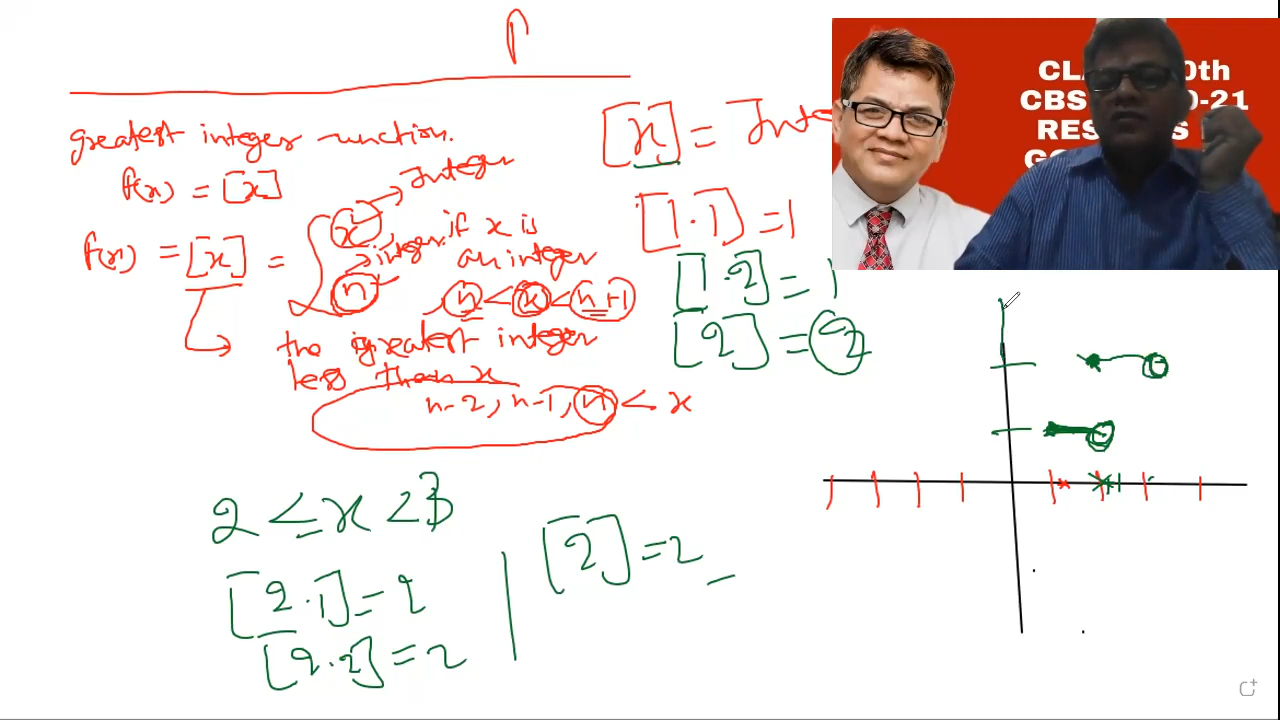 greatest integer function.
f(x) = [x]
f(x) = [x] =
x, if x is
an integer
→ Integer
→ integer.
n, n < x < n+1
the greatest integer
less than x
n-2, n-1, n < x
2 ≤ x < 3
[2.1] = 2
[2.2] = 2
[2] = 2
[x] = Inte
[1.1] = 1
[1.2] = 1
[2] = 2
CL 0th
CBS 0-21
RES